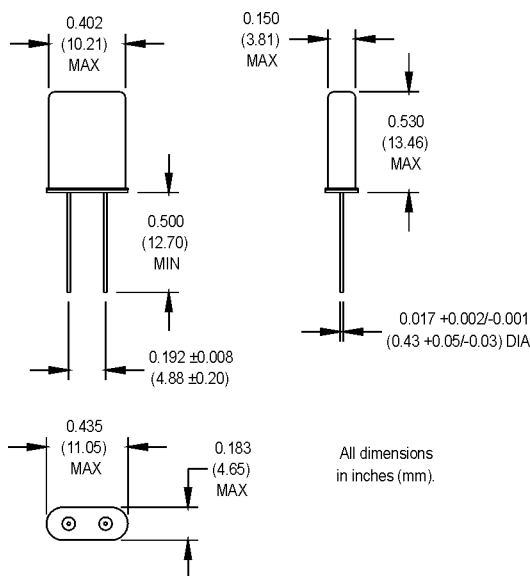 0.402
(10.21)
MAX
0.150
(3.81)
MAX
0.530
(13.46)
MAX
0.500
(12.70)
MIN
0.017 +0.002/-0.001
(0.43 +0.05/-0.03) DIA
0.192 ±0.008
(4.88 ±0.20)
0.435
(11.05)
MAX
0.183
(4.65)
MAX
All dimensions
in inches (mm).